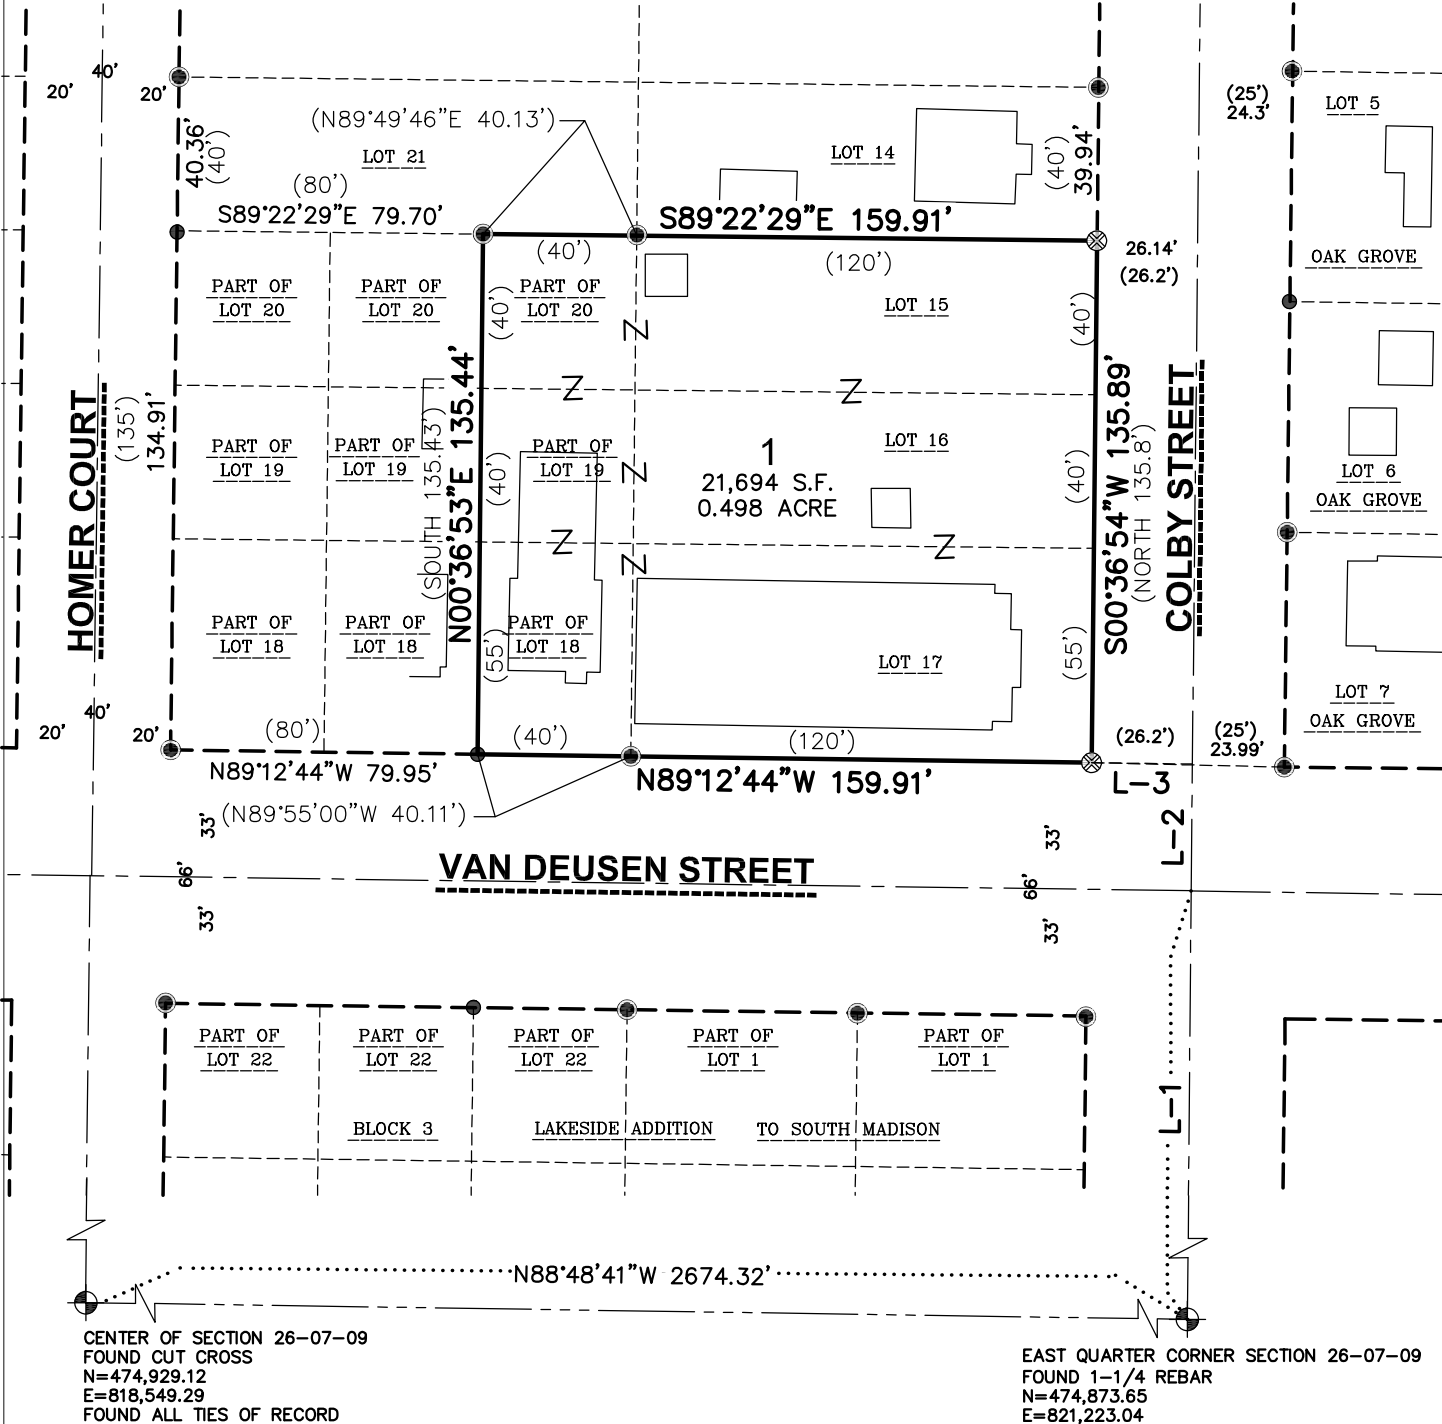 40'
20'
20'
40.36'
(40')
(N89°49'46"E 40.13')
LOT 21
(80')
S89°22'29"E 79.70'
LOT 14
(40')
39.94'
S89°22'29"E 159.91'
(25')
24.3'
LOT 5
OAK GROVE
26.14'
(26.2')
(40')
(120')
PART OF
LOT 20
PART OF
LOT 20
PART OF
LOT 20
(40')
LOT 15
(40')
HOMER COURT
(135')
134.91'
PART OF
LOT 19
PART OF
LOT 19
(SOUTH 135.43')
N00°36'53"E 135.44'
(40')
PART OF
LOT 19
1
21,694 S.F.
0.498 ACRE
LOT 16
(40')
S00°36'54"W 135.89'
(NORTH 135.8')
COLBY STREET
LOT 6
OAK GROVE
PART OF
LOT 18
PART OF
LOT 18
(55')
PART OF
LOT 18
LOT 17
(55')
LOT 7
OAK GROVE
20'
40'
20'
(80')
N89°12'44"W 79.95'
(40')
(120')
N89°12'44"W 159.91'
(26.2')
(25')
23.99'
L-3
(N89°55'00"W 40.11')
33'
66'
33'
VAN DEUSEN STREET
33'
66'
33'
L-2
PART OF
LOT 22
PART OF
LOT 22
PART OF
LOT 22
PART OF
LOT 1
PART OF
LOT 1
BLOCK 3
LAKESIDE ADDITION
TO SOUTH MADISON
L-1
N88°48'41"W 2674.32'
CENTER OF SECTION 26-07-09
FOUND CUT CROSS
N=474,929.12
E=818,549.29
FOUND ALL TIES OF RECORD
EAST QUARTER CORNER SECTION 26-07-09
FOUND 1-1/4 REBAR
N=474,873.65
E=821,223.04